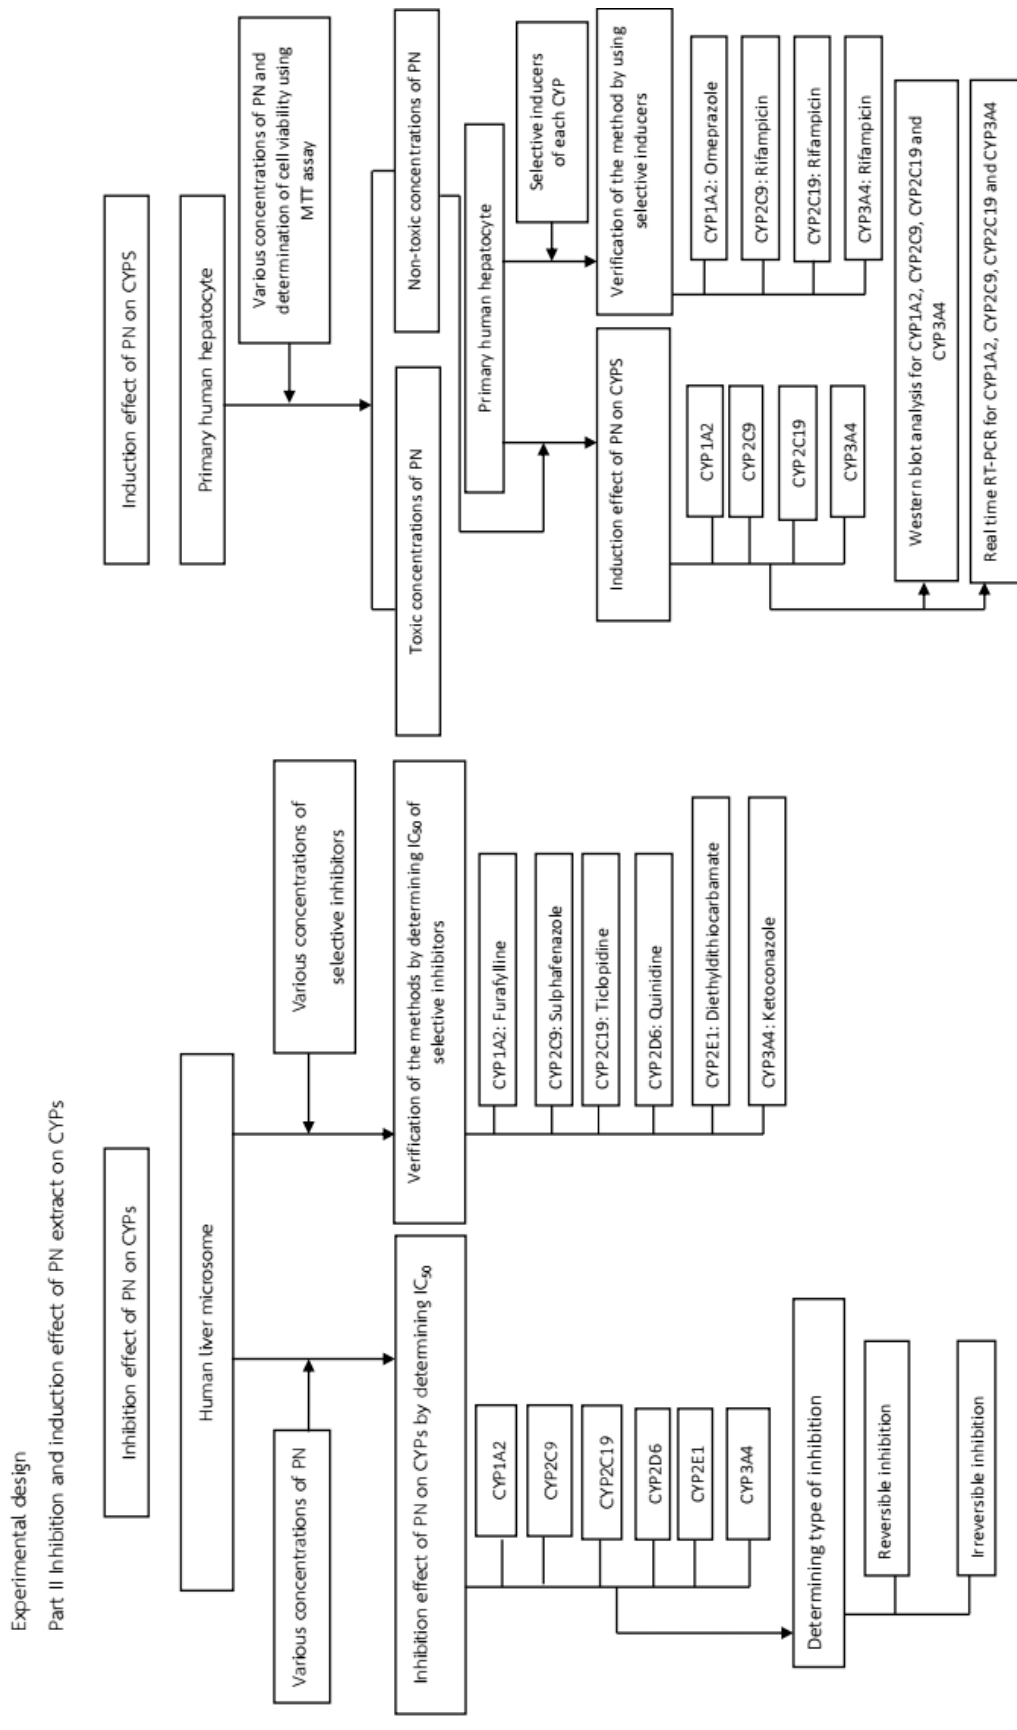 Experimental design
Part II Inhibition and induction effect of PN extract on CYPs
Inhibition effect of PN on CYPs
Human liver microsome
Various concentrations of PN
Various concentrations of
selective inhibitors
Inhibition effect of PN on CYPs by determining IC₅₀
CYP1A2
CYP2C9
CYP2C19
CYP2D6
CYP2E1
CYP3A4
Determining type of inhibition
Reversible inhibition
Irreversible inhibition
Verification of the methods by determining IC₅₀ of
selective inhibitors
CYP1A2: Furafylline
CYP2C9: Sulphafenazole
CYP2C19: Ticlopidine
CYP2D6: Quinidine
CYP2E1: Diethyldithiocarbamate
CYP3A4: Ketoconazole
Induction effect of PN on CYPS
Primary human hepatocyte
Various concentrations of PN and
determination of cell viability using
MTT assay
Toxic concentrations of PN
Non-toxic concentrations of PN
Primary human hepatocyte
Selective inducers
of each CYP
Induction effect of PN on CYPS
CYP1A2
CYP2C9
CYP2C19
CYP3A4
Verification of the method by using
selective inducers
CYP1A2: Omeprazole
CYP2C9: Rifampicin
CYP2C19: Rifampicin
CYP3A4: Rifampicin
Western blot analysis for CYP1A2, CYP2C9, CYP2C19 and
CYP3A4
Real time RT-PCR for CYP1A2, CYP2C9, CYP2C19 and CYP3A4